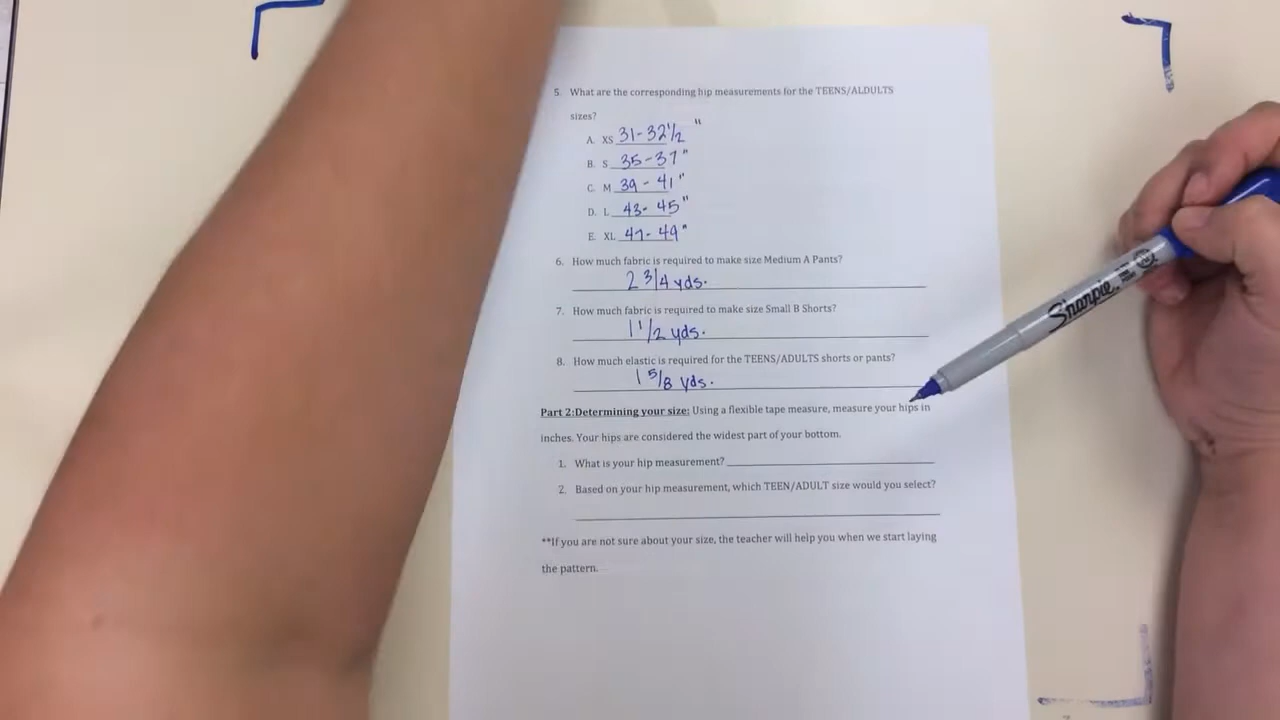 5. What are the corresponding hip measurements for the TEENS/ALDULTS
sizes?
A. XS 31-32 1/2 "
B. S 35-37"
C. M 39 - 41"
D. L 43- 45"
E. XL 47- 49"
6. How much fabric is required to make size Medium A Pants?
2 3/4 yds.
7. How much fabric is required to make size Small B Shorts?
1 1/2 yds.
8. How much elastic is required for the TEENS/ADULTS shorts or pants?
1 5/8 yds.
Part 2:Determining your size: Using a flexible tape measure, measure your hips in
inches. Your hips are considered the widest part of your bottom.
1. What is your hip measurement?
2. Based on your hip measurement, which TEEN/ADULT size would you select?
**If you are not sure about your size, the teacher will help you when we start laying
the pattern.
Sharpie